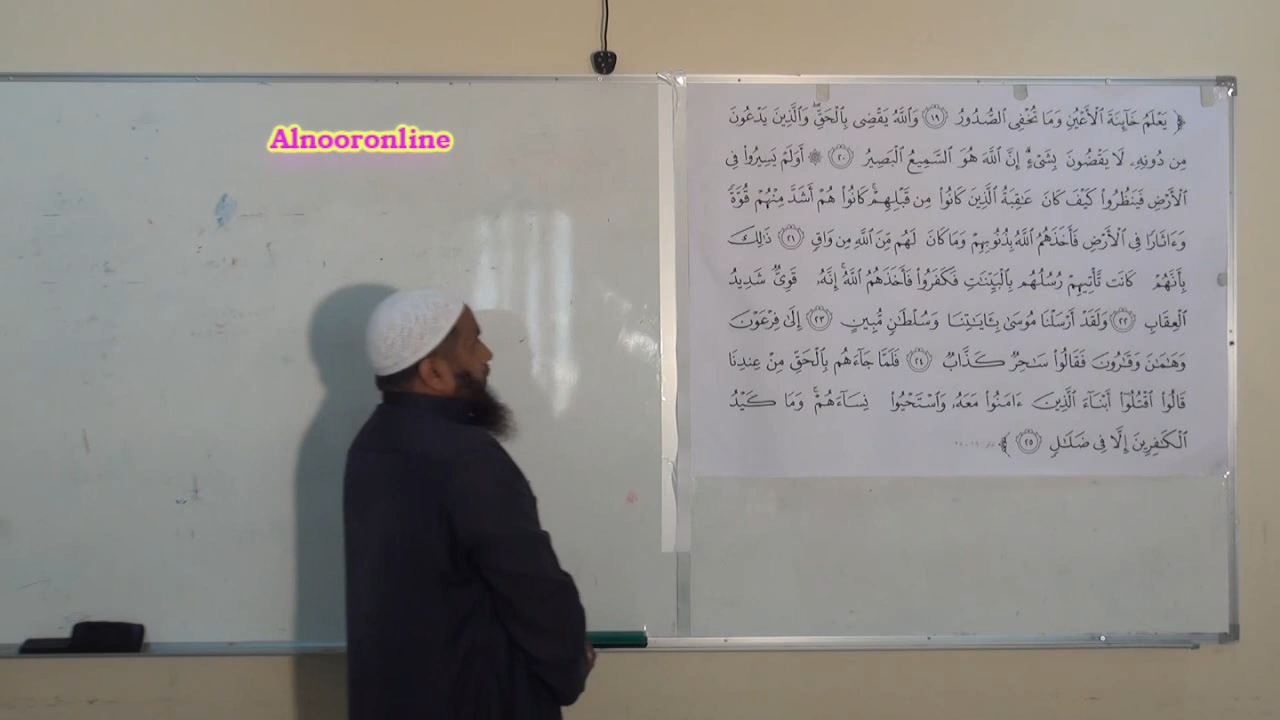 Alnooronline
﴿ يَعْلَمُ خَآئِنَةَ ٱلْأَعْيُنِ وَمَا تُخْفِى ٱلصُّدُورُ ۝١٩ وَٱللَّهُ يَقْضِى بِٱلْحَقِّ ۖ وَٱلَّذِينَ يَدْعُونَ
مِن دُونِهِۦ لَا يَقْضُونَ بِشَىْءٍ ۗ إِنَّ ٱللَّهَ هُوَ ٱلسَّمِيعُ ٱلْبَصِيرُ ۝٢٠ ۞ أَوَلَمْ يَسِيرُوا۟ فِى
ٱلْأَرْضِ فَيَنظُرُوا۟ كَيْفَ كَانَ عَـٰقِبَةُ ٱلَّذِينَ كَانُوا۟ مِن قَبْلِهِمْ ۚ كَانُوا۟ هُمْ أَشَدَّ مِنْهُمْ قُوَّةً
وَءَاثَارًا فِى ٱلْأَرْضِ فَأَخَذَهُمُ ٱللَّهُ بِذُنُوبِهِمْ وَمَا كَانَ لَهُم مِّنَ ٱللَّهِ مِن وَاقٍ ۝٢١ ذَٰلِكَ
بِأَنَّهُمْ كَانَت تَّأْتِيهِمْ رُسُلُهُم بِٱلْبَيِّنَـٰتِ فَكَفَرُوا۟ فَأَخَذَهُمُ ٱللَّهُ ۚ إِنَّهُۥ قَوِىٌّ شَدِيدُ
ٱلْعِقَابِ ۝٢٢ وَلَقَدْ أَرْسَلْنَا مُوسَىٰ بِـَٔايَـٰتِنَا وَسُلْطَـٰنٍ مُّبِينٍ ۝٢٣ إِلَىٰ فِرْعَوْنَ
وَهَـٰمَـٰنَ وَقَـٰرُونَ فَقَالُوا۟ سَـٰحِرٌ كَذَّابٌ ۝٢٤ فَلَمَّا جَآءَهُم بِٱلْحَقِّ مِنْ عِندِنَا
قَالُوا۟ ٱقْتُلُوٓا۟ أَبْنَآءَ ٱلَّذِينَ ءَامَنُوا۟ مَعَهُۥ وَٱسْتَحْيُوا۟ نِسَآءَهُمْ ۚ وَمَا كَيْدُ
ٱلْكَـٰفِرِينَ إِلَّا فِى ضَلَـٰلٍ ۝٢٥ ﴾